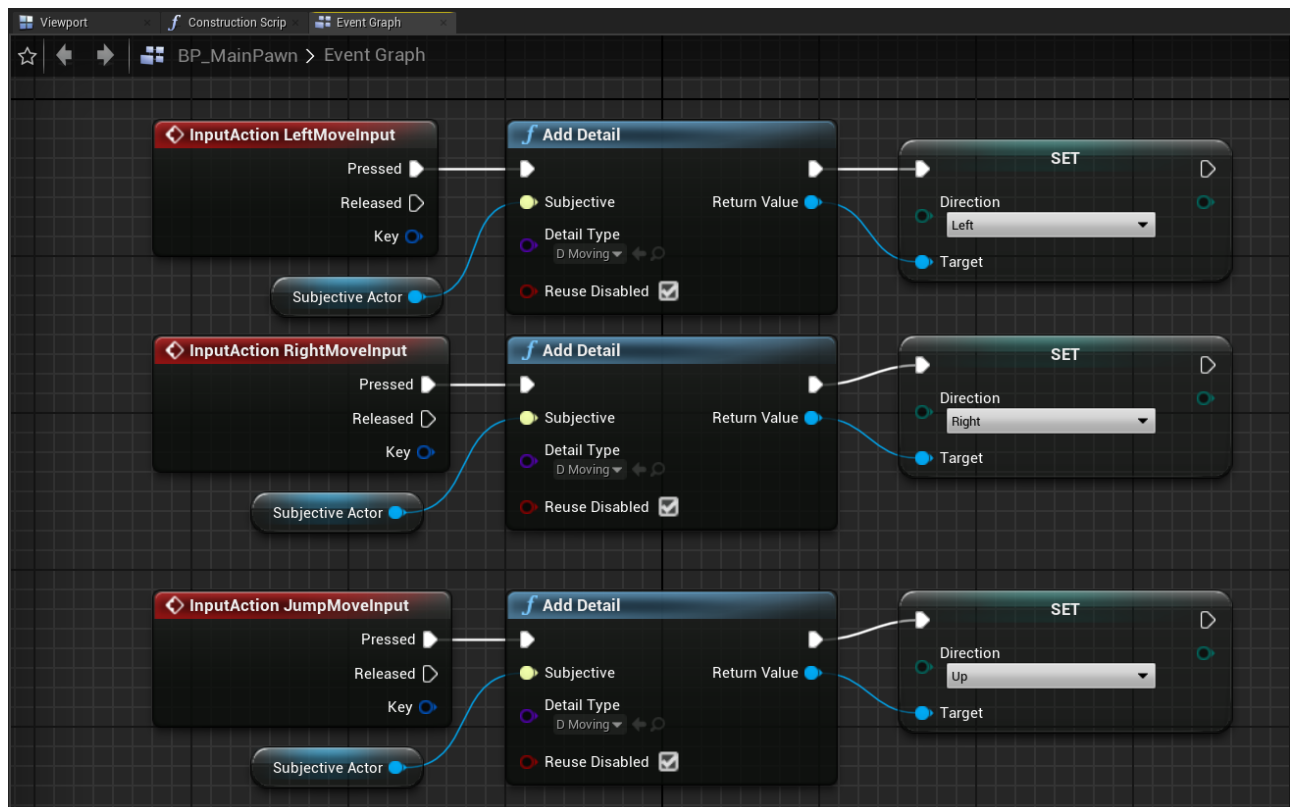 Viewport
Construction Scrip
Event Graph
BP_MainPawn > Event Graph
InputAction LeftMoveInput
Pressed
Released
Key
Subjective Actor
f Add Detail
Subjective
Return Value
Detail Type
D Moving
Reuse Disabled
SET
Direction
Left
Target
InputAction RightMoveInput
Pressed
Released
Key
Subjective Actor
f Add Detail
Subjective
Return Value
Detail Type
D Moving
Reuse Disabled
SET
Direction
Right
Target
InputAction JumpMoveInput
Pressed
Released
Key
Subjective Actor
f Add Detail
Subjective
Return Value
Detail Type
D Moving
Reuse Disabled
SET
Direction
Up
Target